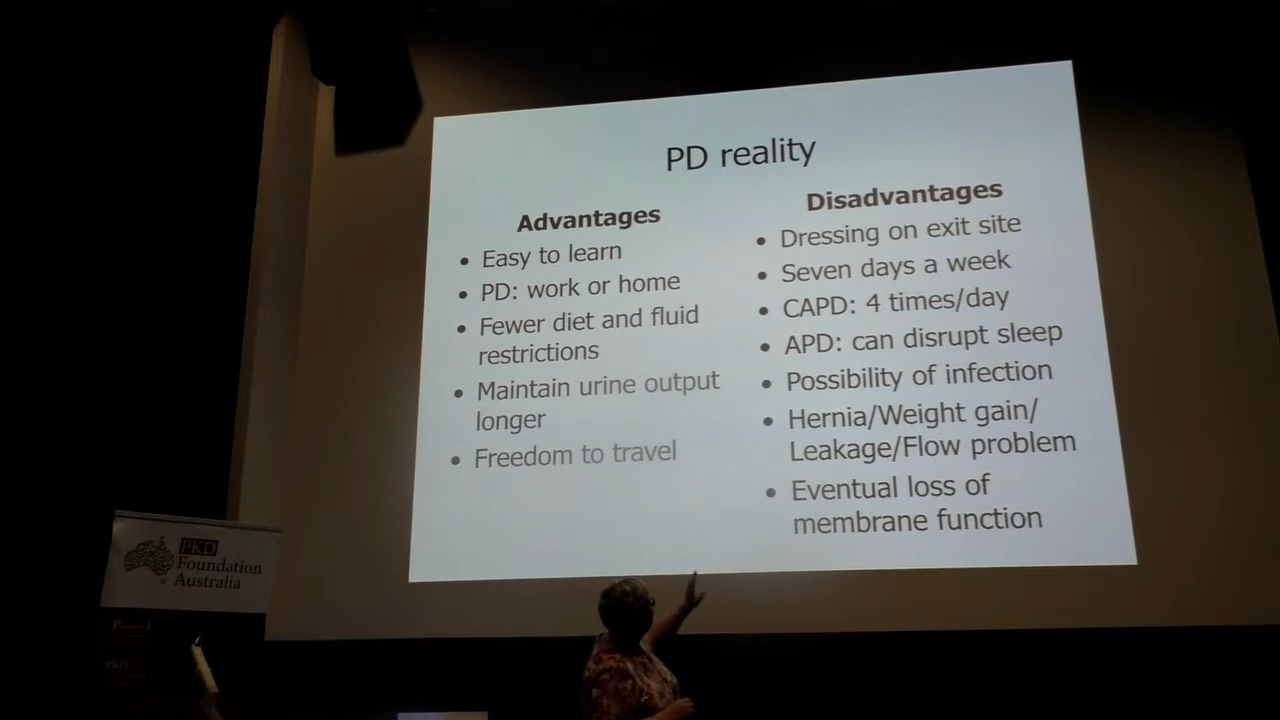 PD reality
Advantages
• Easy to learn
• PD: work or home
• Fewer diet and fluid
restrictions
• Maintain urine output
longer
• Freedom to travel
Disadvantages
• Dressing on exit site
• Seven days a week
• CAPD: 4 times/day
• APD: can disrupt sleep
• Possibility of infection
• Hernia/Weight gain/
Leakage/Flow problem
• Eventual loss of
membrane function
PKD
Foundation
Australia
PKD